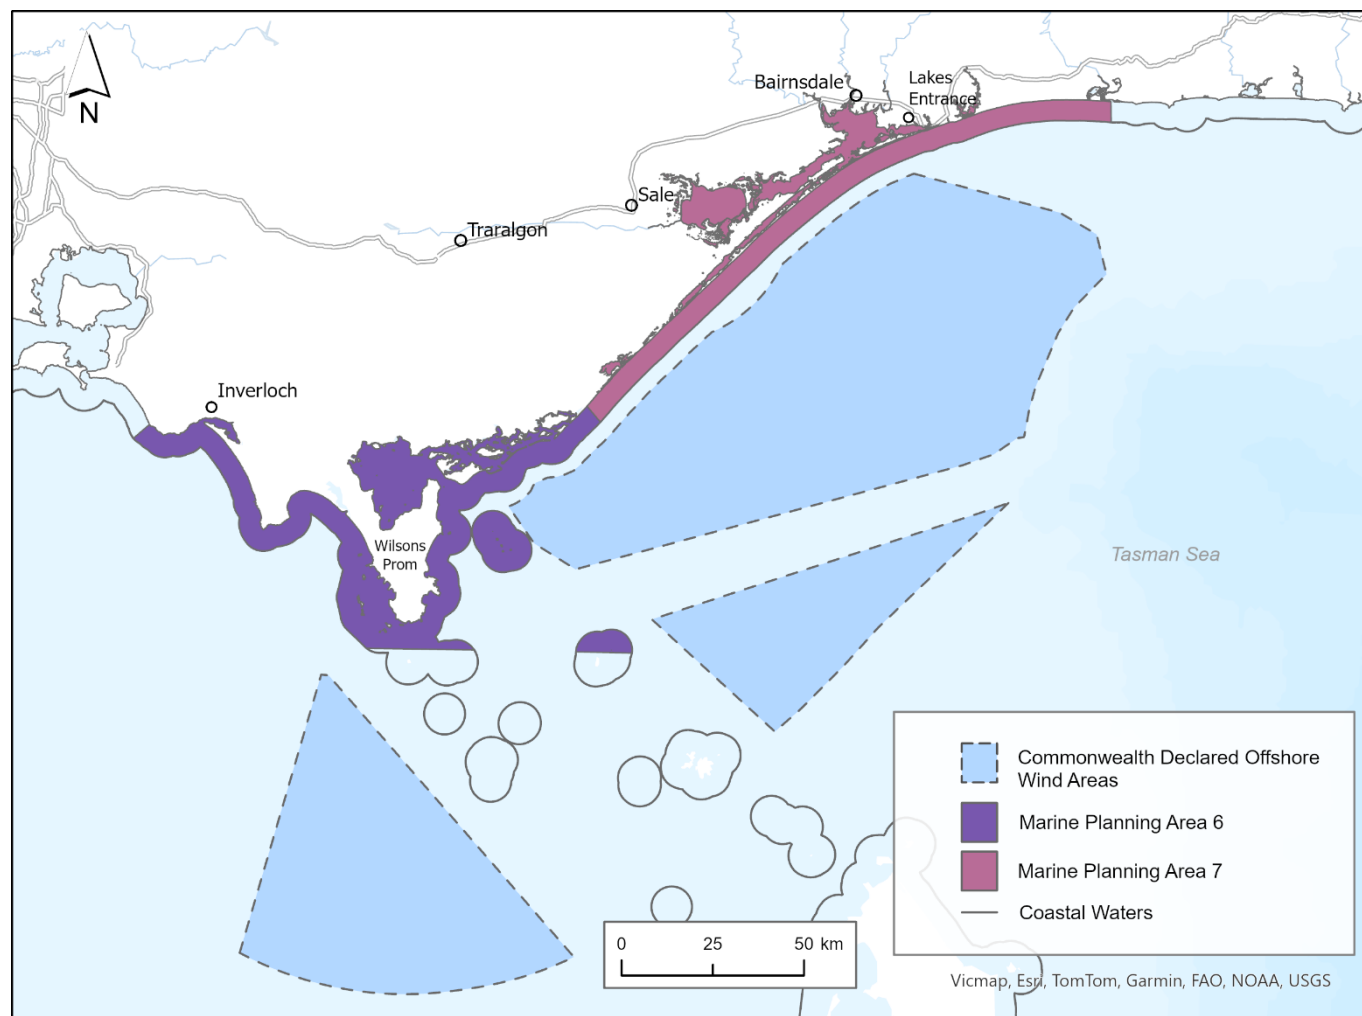 N
Bairnsdale
Lakes
Entrance
Sale
Traralgon
Inverloch
Wilsons
Prom
Tasman Sea
Commonwealth Declared Offshore
Wind Areas
Marine Planning Area 6
Marine Planning Area 7
Coastal Waters
0 25 50 km
Vicmap, Esri, TomTom, Garmin, FAO, NOAA, USGS